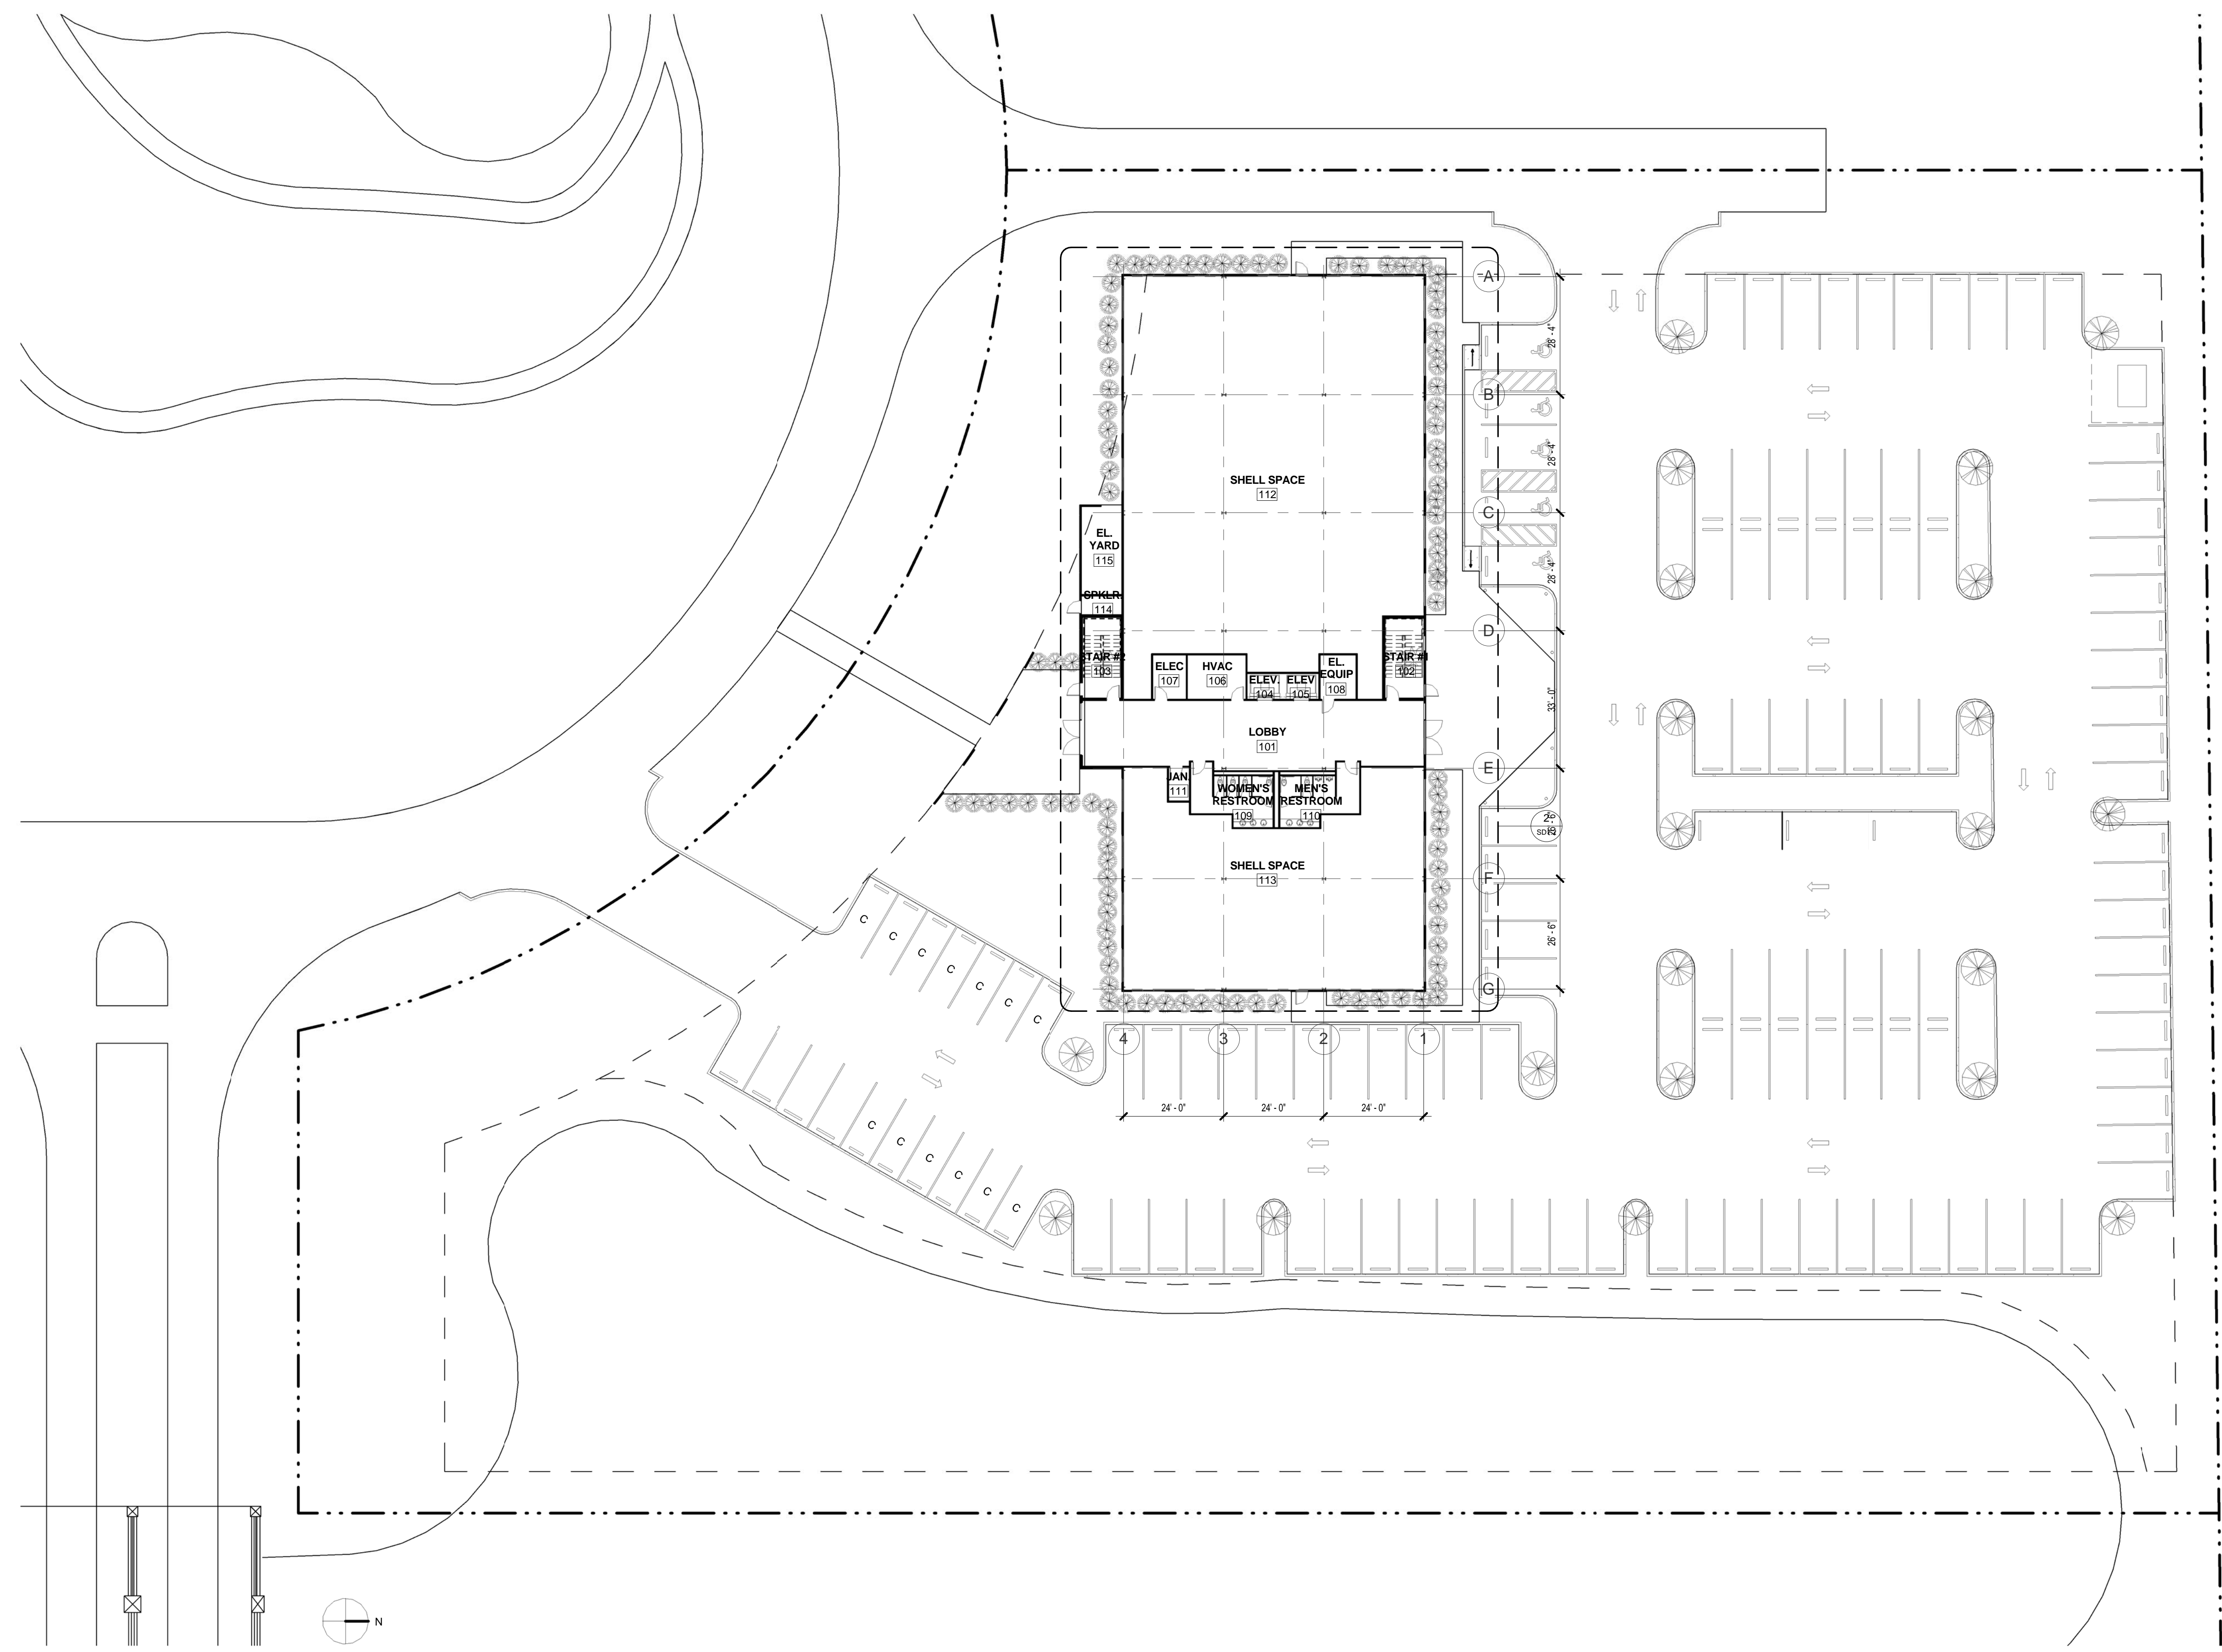 A
28' - 4"
B
28' - 4"
SHELL SPACE
112
C
EL.
YARD
115
28' - 4"
SPKLR.
114
D
STAIR #2
103
ELEC
107
HVAC
106
ELEV.
104
ELEV
105
EL.
EQUIP
108
STAIR #1
102
33' - 0"
LOBBY
101
E
JAN.
111
WOMEN'S
RESTROOM
109
MEN'S
RESTROOM
110
2
26' - 6"
SHELL SPACE
113
F
C
C
C
C
C
C
C
26' - 6"
G
4
3
2
1
24' - 0"
24' - 0"
24' - 0"
C
C
C
C
C
C
N